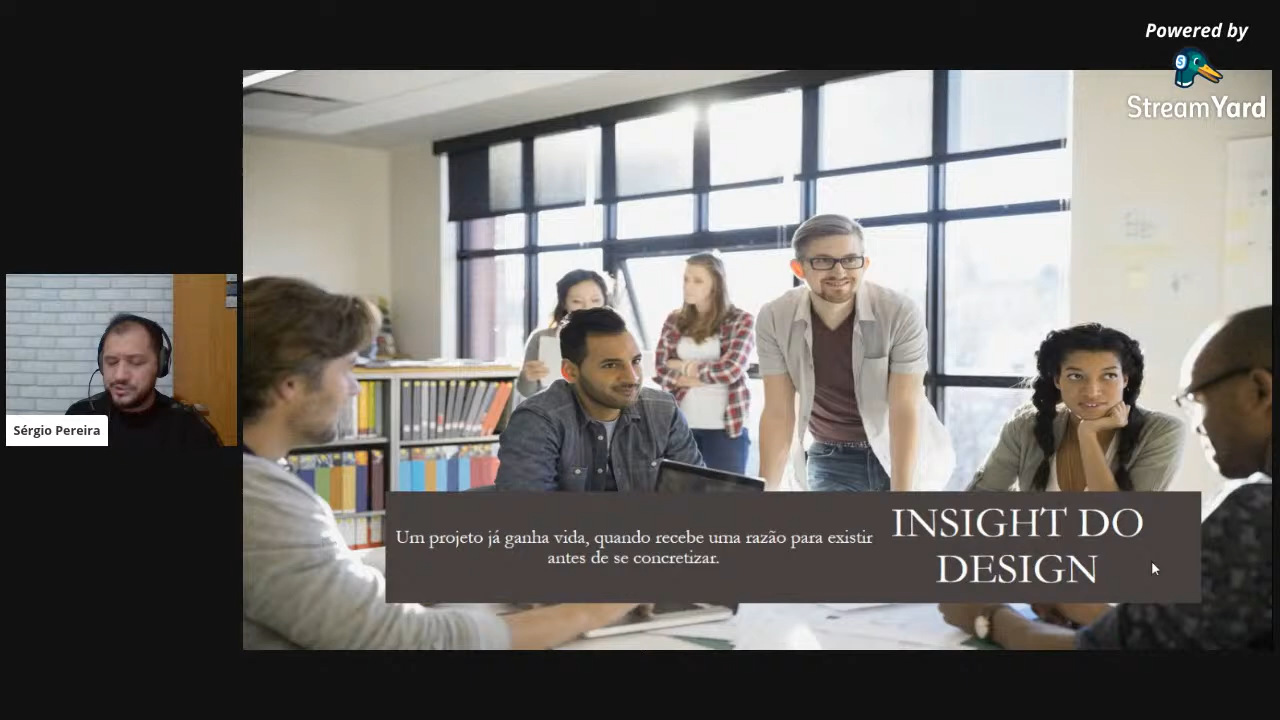 Powered by
StreamYard
Sérgio Pereira
Um projeto já ganha vida, quando recebe uma razão para existir
antes de se concretizar.
INSIGHT DO
DESIGN